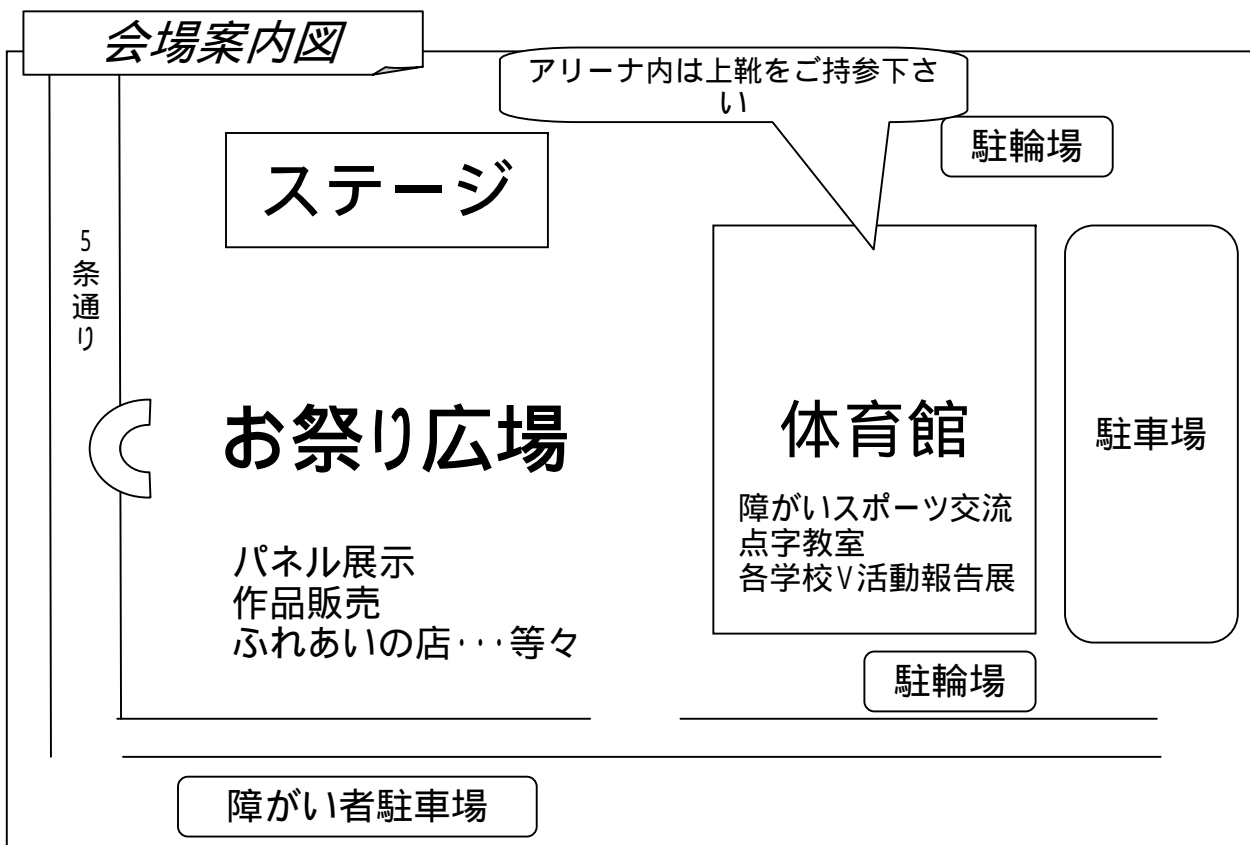 会場案内図
アリーナ内は上靴をご持参下さ
い
駐輪場
ステージ
5条通り
お祭り広場
パネル展示
作品販売
ふれあいの店・・・等々
体育館
障がいスポーツ交流
点字教室
各学校V活動報告展
駐車場
駐輪場
障がい者駐車場